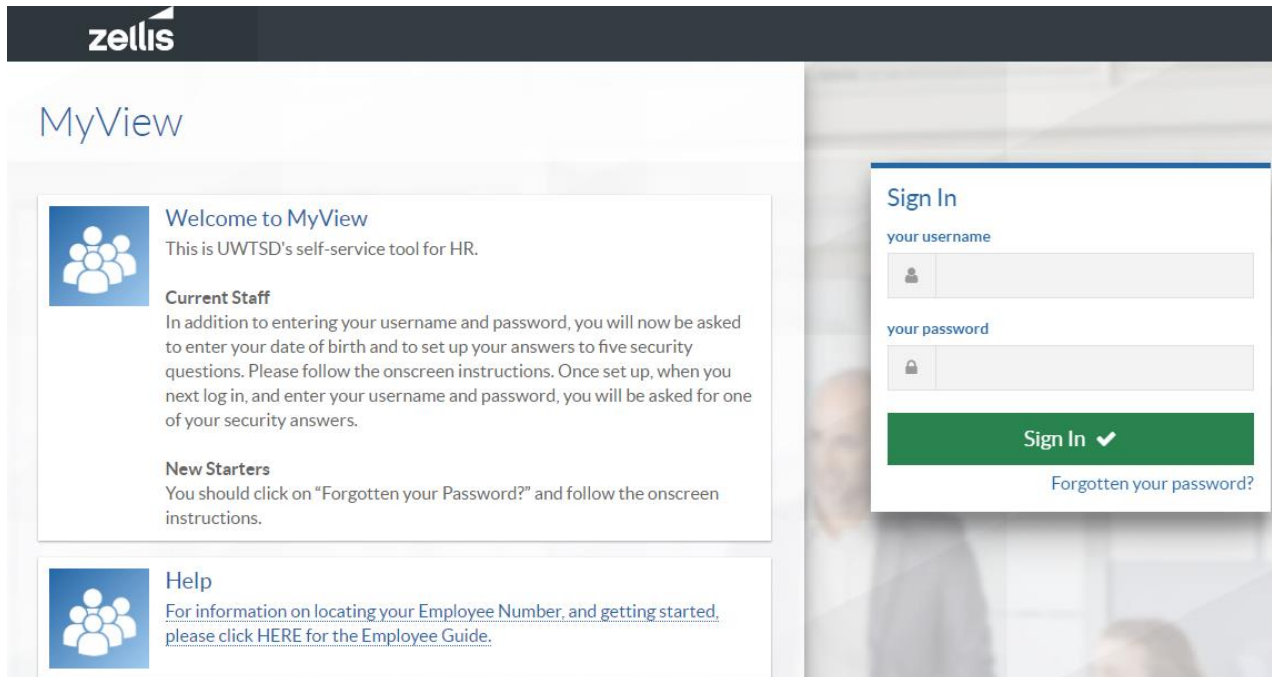 zellis
MyView
Welcome to MyView
This is UWTSD's self-service tool for HR.
Current Staff
In addition to entering your username and password, you will now be asked
to enter your date of birth and to set up your answers to five security
questions. Please follow the onscreen instructions. Once set up, when you
next log in, and enter your username and password, you will be asked for one
of your security answers.
New Starters
You should click on “Forgotten your Password?” and follow the onscreen
instructions.
Help
For information on locating your Employee Number, and getting started,
please click HERE for the Employee Guide.
Sign In
your username
your password
Sign In
Forgotten your password?